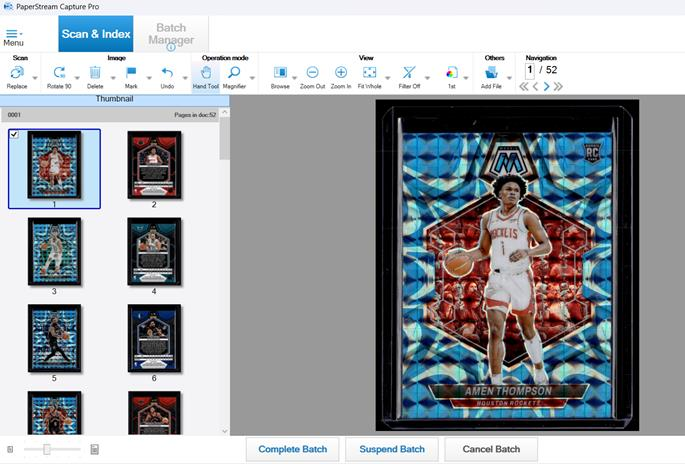 PaperStream Capture Pro
Menu
Scan & Index
Batch Manager
Scan
Image
Operation mode
View
Others
Navigation
Replace
Rotate 90
Delete
Mark
Undo
Hand Tool
Magnifier
Browse
Zoom Out
Zoom In
Fit Whole
Filter Off
1st
Add File
1 / 52
Thumbnail
0001
Pages in doc:52
1
2
3
4
5
6
M
RC
ROCKETS
1
AMEN THOMPSON
HOUSTON ROCKETS
Complete Batch
Suspend Batch
Cancel Batch